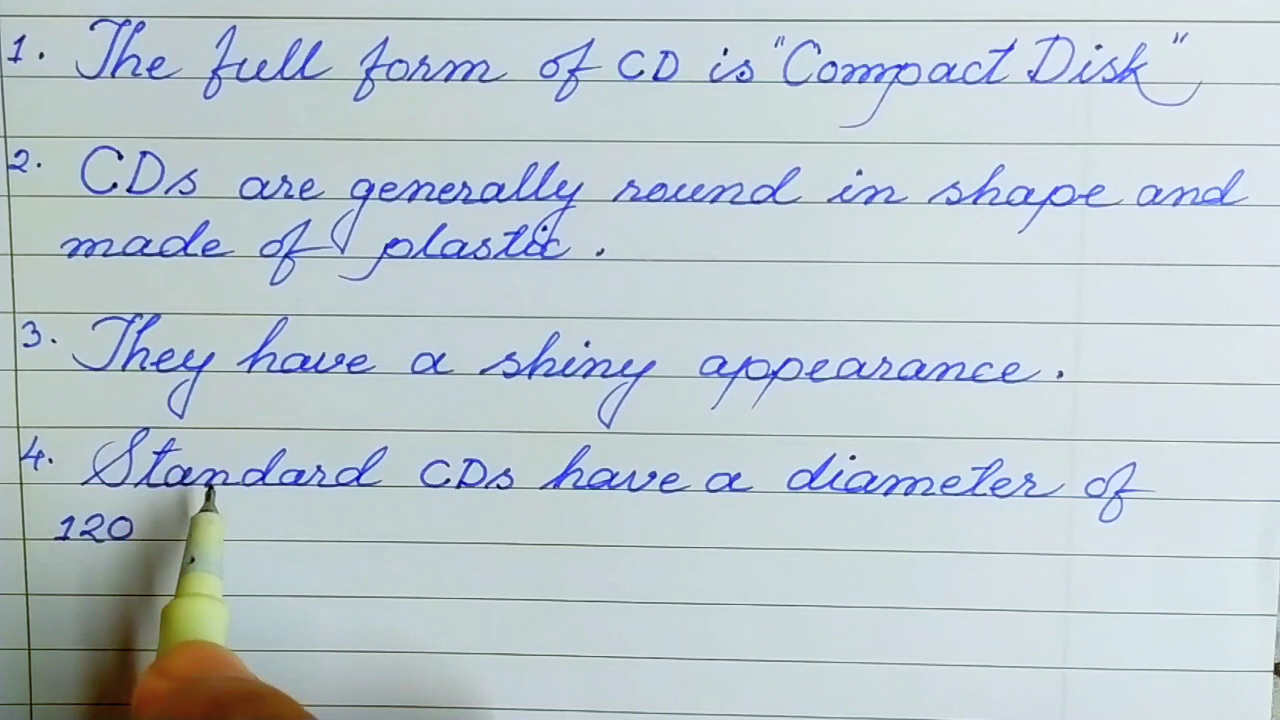 1. The full form of CD is "Compact Disk"
2. CDs are generally round in shape and
made of plastic.
3. They have a shiny appearance.
4. Standard CDs have a diameter of
120